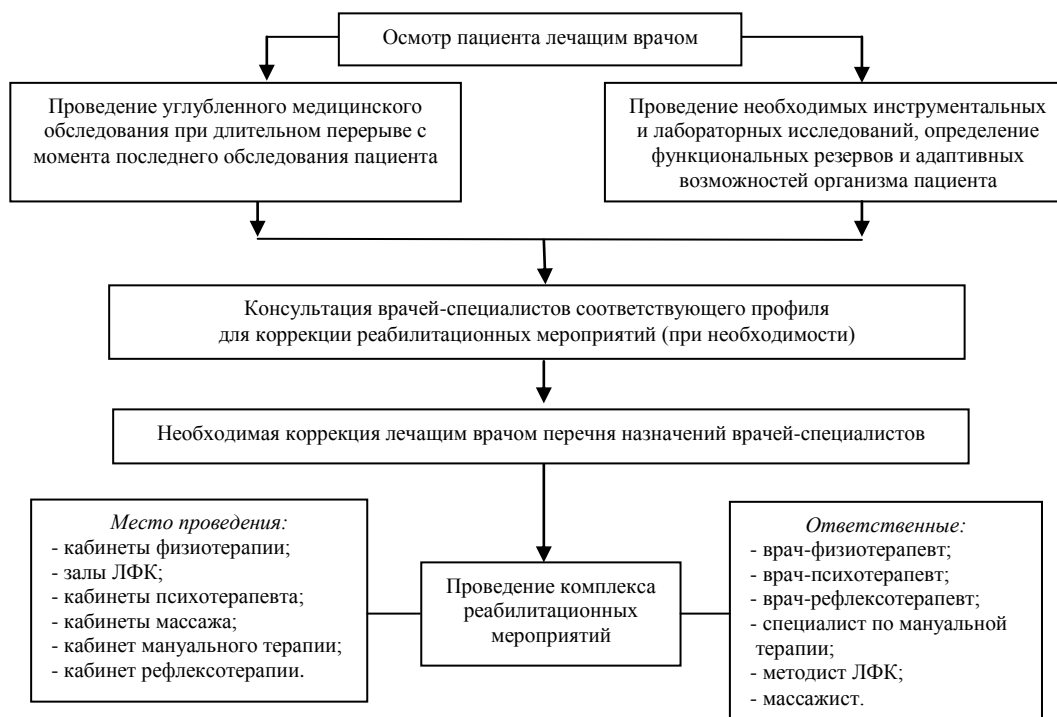 Осмотр пациента лечащим врачом
Проведение углубленного медицинского
обследования при длительном перерыве с
момента последнего обследования пациента
Проведение необходимых инструментальных
и лабораторных исследований, определение
функциональных резервов и адаптивных
возможностей организма пациента
Консультация врачей-специалистов соответствующего профиля
для коррекции реабилитационных мероприятий (при необходимости)
Необходимая коррекция лечащим врачом перечня назначений врачей-специалистов
Место проведения:
- кабинеты физиотерапии;
- залы ЛФК;
- кабинеты психотерапевта;
- кабинеты массажа;
- кабинет мануального терапии;
- кабинет рефлексотерапии.
Проведение комплекса
реабилитационных
мероприятий
Ответственные:
- врач-физиотерапевт;
- врач-психотерапевт;
- врач-рефлексотерапевт;
- специалист по мануальной
терапии;
- методист ЛФК;
- массажист.